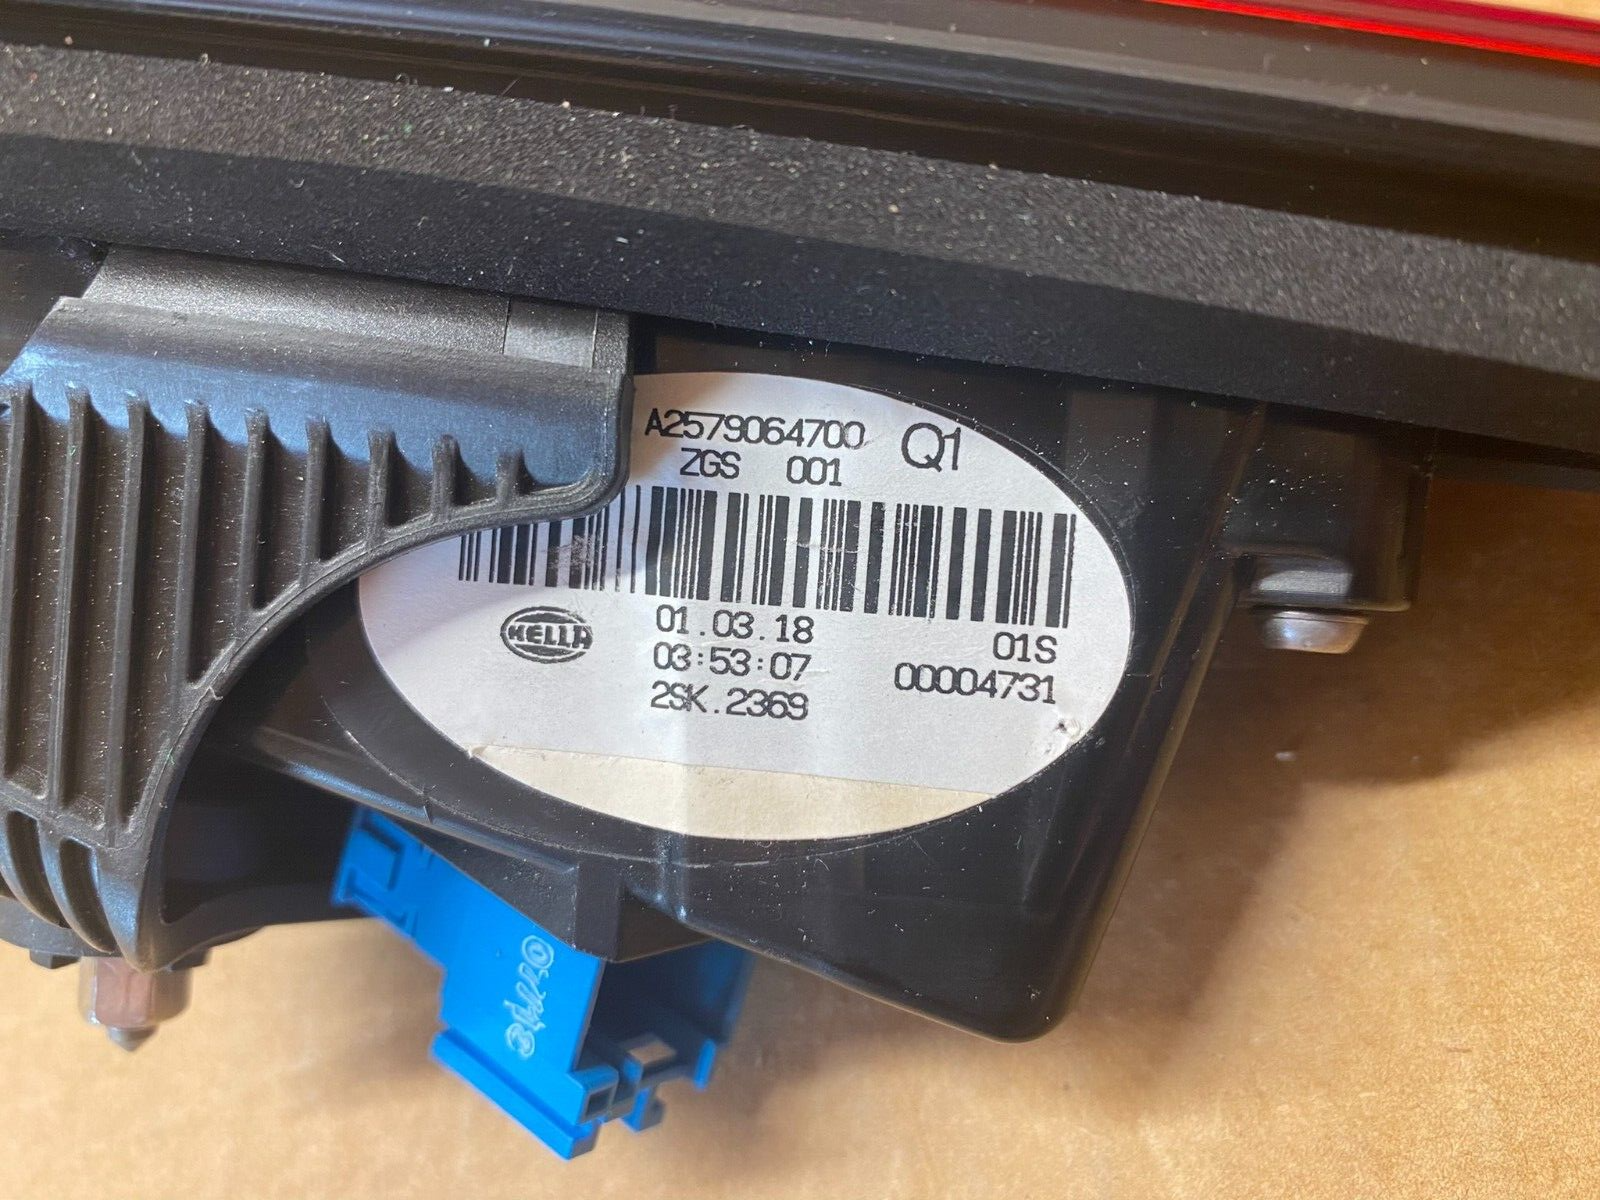 A2579064700 Q1
ZGS 001
HELLA
01.03.18
03:53:07
2SK.2369
01S
00004731